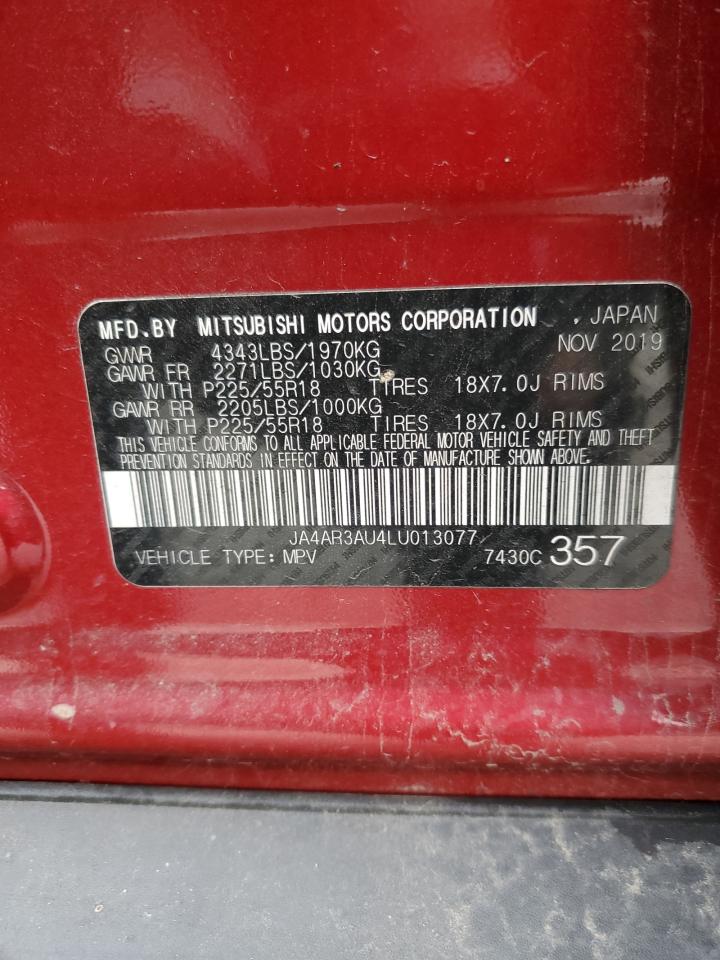 MFD.BY MITSUBISHI MOTORS CORPORATION , JAPAN
GVWR 4343LBS/1970KG NOV 2019
GAWR FR 2271LBS/1030KG
WITH P225/55R18 TIRES 18X7.0J RIMS
GAWR RR 2205LBS/1000KG
WITH P225/55R18 TIRES 18X7.0J RIMS
THIS VEHICLE CONFORMS TO ALL APPLICABLE FEDERAL MOTOR VEHICLE SAFETY AND THEFT
PREVENTION STANDARDS IN EFFECT ON THE DATE OF MANUFACTURE SHOWN ABOVE.
JA4AR3AU4LU013077
VEHICLE TYPE: MPV 7430C 357